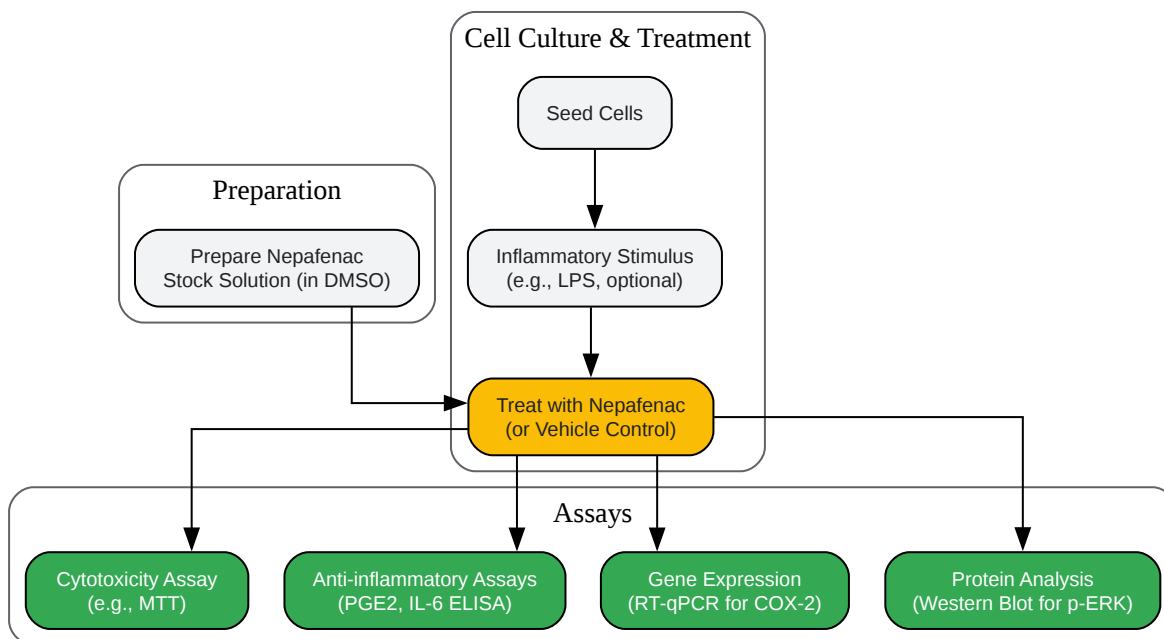 Cell Culture & Treatment
Seed Cells
Preparation
Prepare Nepafenac
Stock Solution (in DMSO)
Inflammatory Stimulus
(e.g., LPS, optional)
Treat with Nepafenac
(or Vehicle Control)
Assays
Cytotoxicity Assay
(e.g., MTT)
Anti-inflammatory Assays
(PGE2, IL-6 ELISA)
Gene Expression
(RT-qPCR for COX-2)
Protein Analysis
(Western Blot for p-ERK)